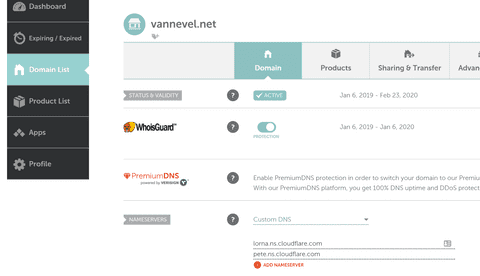 Dashboard
Expiring / Expired
Domain List
Product List
Apps
Profile
vannevel.net
Domain
Products
Sharing & Transfer
STATUS & VALIDITY
?
ACTIVE
Jan 6, 2019 - Feb 23, 2020
WhoisGuard
?
PROTECTION
Jan 6, 2019 - Jan 6, 2020
PremiumDNS
powered by VERISIGN
?
Enable PremiumDNS protection in order to switch your domain to our
With our PremiumDNS platform, you get 100% DNS uptime and DDoS
NAMESERVERS
?
Custom DNS
lorna.ns.cloudflare.com
pete.ns.cloudflare.com
ADD NAMESERVER